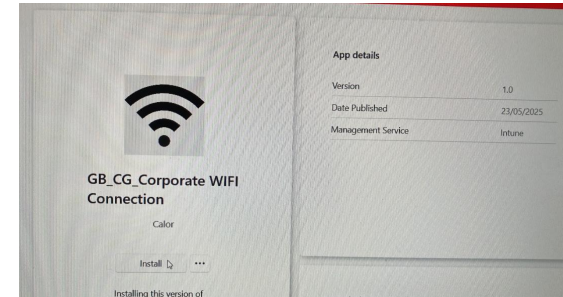 GB_CG_Corporate WIFI
Connection
Calor
Install
Installing this version of
App details
Version 1.0
Date Published 23/05/2025
Management Service Intune